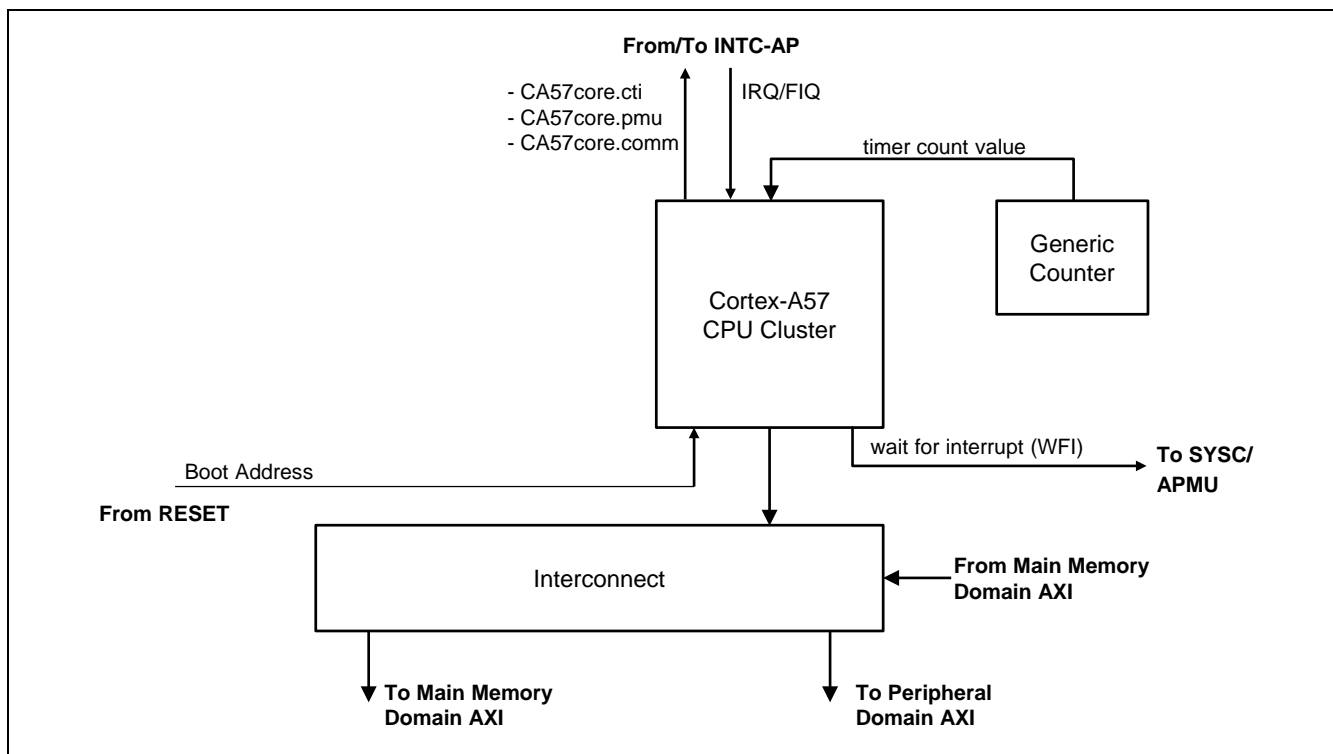 From/To INTC-AP
- CA57core.cti
- CA57core.pmu
- CA57core.comm
IRQ/FIQ
timer count value
Generic
Counter
Cortex-A57
CPU Cluster
wait for interrupt (WFI)
To SYSC/
APMU
Boot Address
From RESET
Interconnect
From Main Memory
Domain AXI
To Main Memory
Domain AXI
To Peripheral
Domain AXI